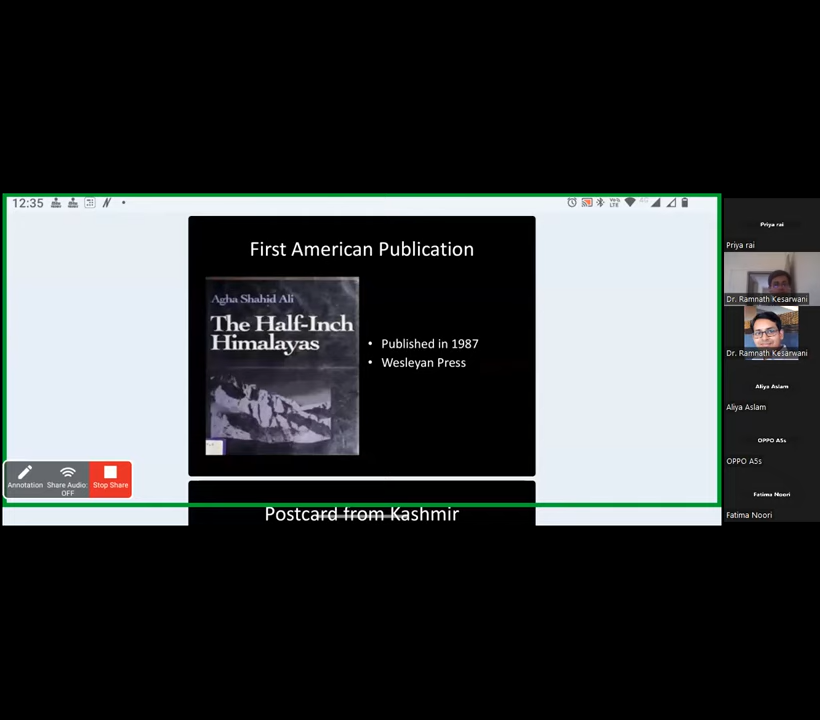 12:35
First American Publication
Agha Shahid Ali
The Half-Inch
Himalayas
• Published in 1987
• Wesleyan Press
Annotation
Share Audio:
OFF
Stop Share
Postcard from Kashmir
Priya rai
Priya rai
Dr. Ramnath Kesarwani
Dr. Ramnath Kesarwani
Aliya Aslam
Aliya Aslam
OPPO A5s
OPPO A5s
Fatima Noori
Fatima Noori